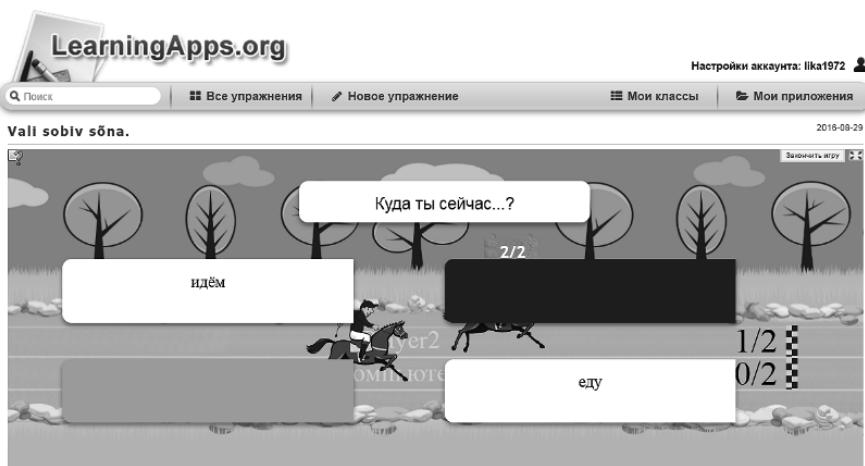 LearningApps.org
Настройки аккаунта: lika1972
Поиск
Все упражнения
Новое упражнение
Мои классы
Мои приложения
Vali sobiv sõna.
2016-08-29
Закончить игру
Куда ты сейчас...?
2/2
идём
yer2
1/2
еду
0/2